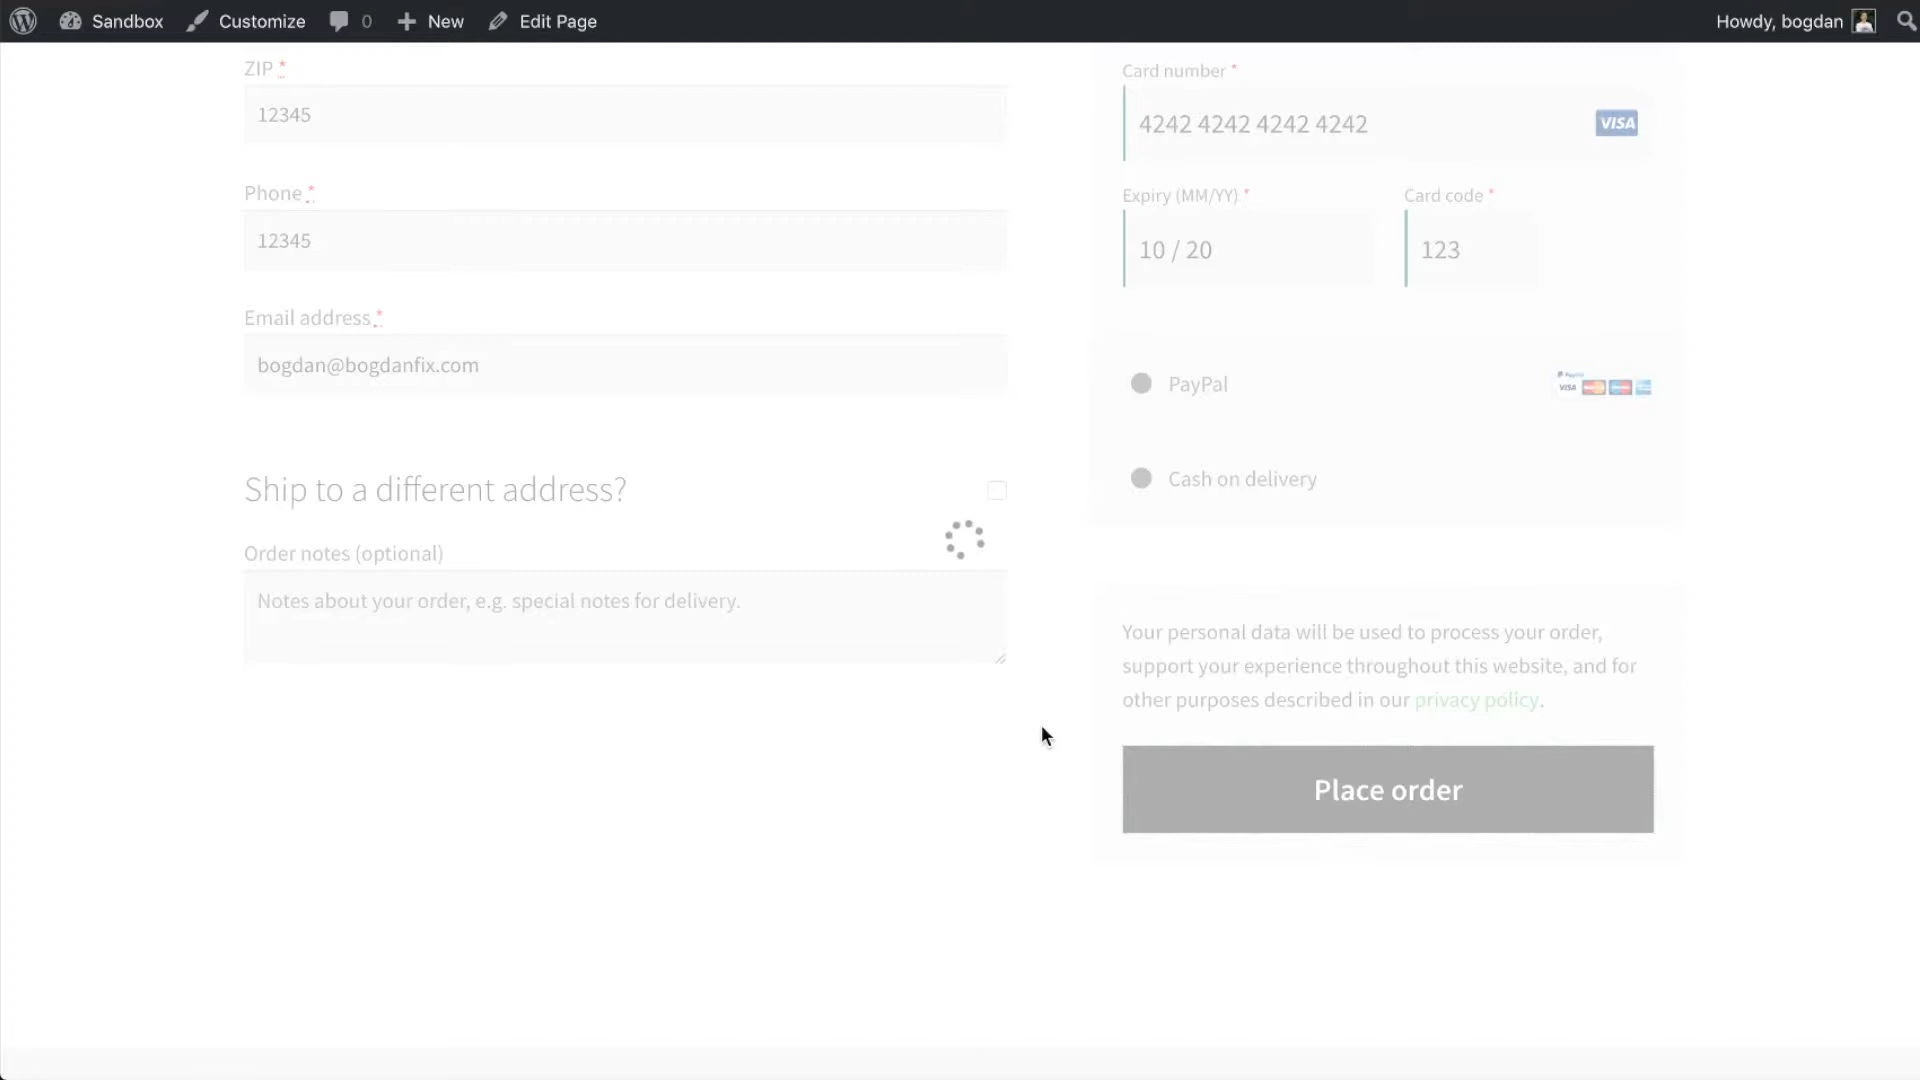 Sandbox Customize 0 New Edit Page Howdy, bogdan
ZIP *
12345
Phone *
12345
Email address *
bogdan@bogdanfix.com
Ship to a different address?
Order notes (optional)
Notes about your order, e.g. special notes for delivery.
Card number *
4242 4242 4242 4242 VISA
Expiry (MM/YY) * Card code *
10 / 20 123
PayPal PayPal VISA
Cash on delivery
Your personal data will be used to process your order,
support your experience throughout this website, and for
other purposes described in our privacy policy.
Place order